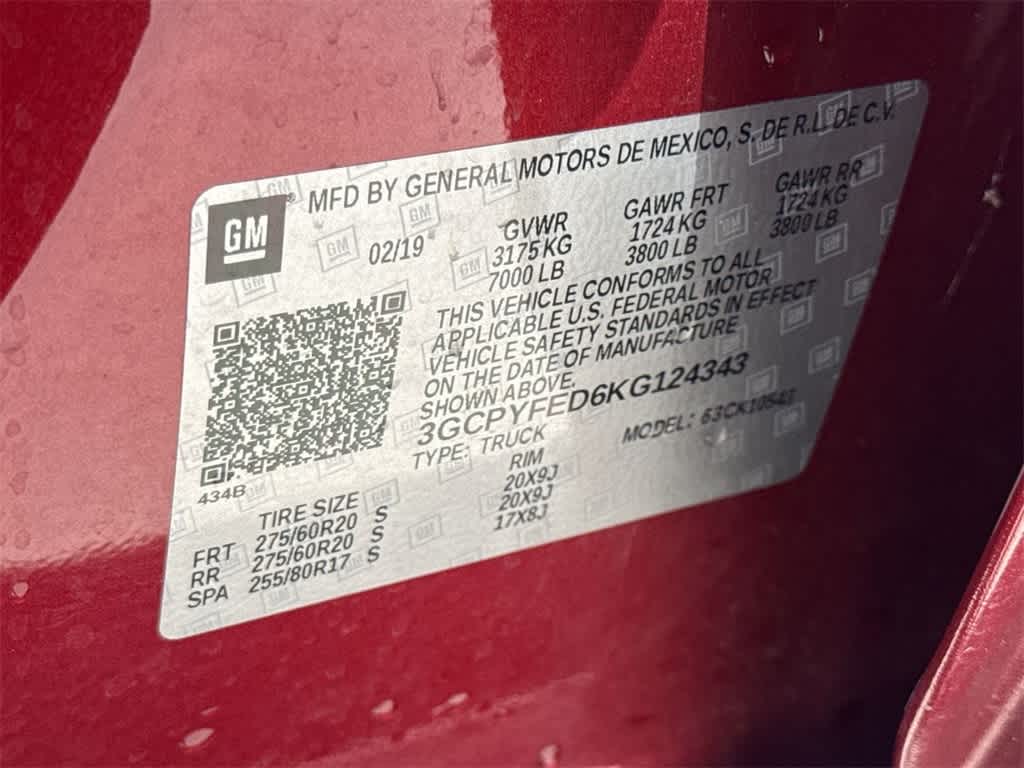 GM
MFD BY GENERAL MOTORS DE MEXICO, S. DE R.L. DE C.V.
02/19
GVWR GAWR FRT GAWR RR
3175 KG 1724 KG 1724 KG
7000 LB 3800 LB 3800 LB
THIS VEHICLE CONFORMS TO ALL
APPLICABLE U.S. FEDERAL MOTOR
VEHICLE SAFETY STANDARDS IN EFFECT
ON THE DATE OF MANUFACTURE
SHOWN ABOVE.
3GCPYFED6KG124343
TYPE: TRUCK MODEL: 63CK10543
434B
TIRE SIZE RIM
FRT 275/60R20 S 20X9J
RR 275/60R20 S 20X9J
SPA 255/80R17 S 17X8J